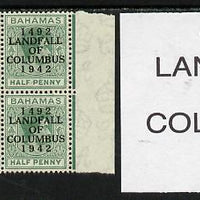 BAHAMAS
1492
LANDFALL
OF
COLUMBUS
1942
HALF·PENNY
BAHAMAS
1492
LANDFALL
OF
COLUMBUS
1942
HALF·PENNY
LAN
COL